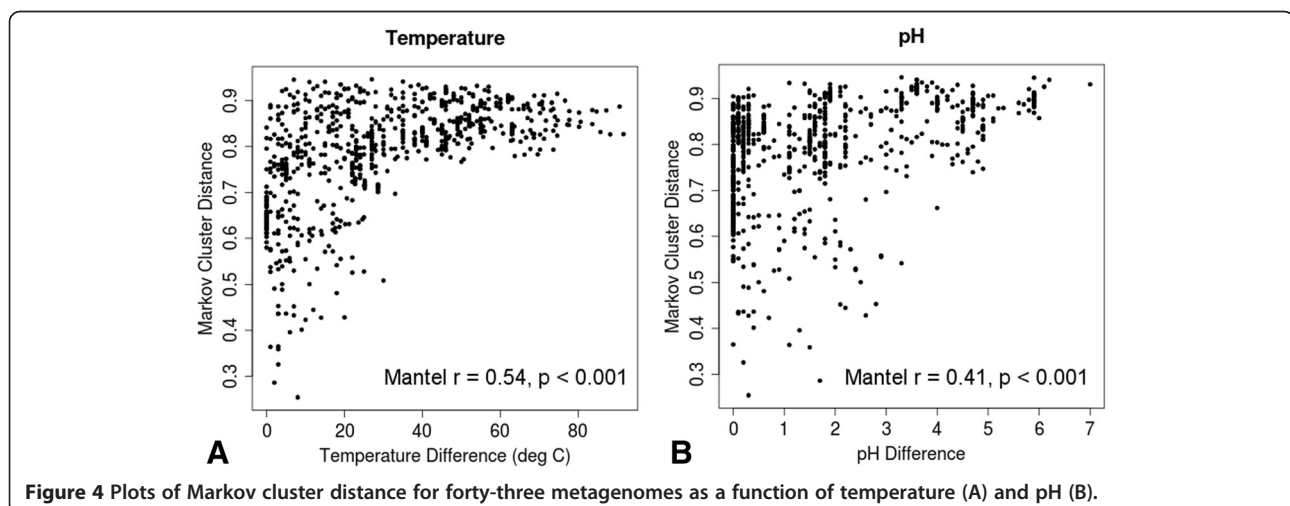 Temperature
Markov Cluster Distance
0.9
0.8
0.7
0.6
0.5
0.4
0.3
Mantel r = 0.54, p < 0.001
0 20 40 60 80
A
Temperature Difference (deg C)
pH
Markov Cluster Distance
0.9
0.8
0.7
0.6
0.5
0.4
0.3
Mantel r = 0.41, p < 0.001
0 1 2 3 4 5 6 7
B
pH Difference
Figure 4 Plots of Markov cluster distance for forty-three metagenomes as a function of temperature (A) and pH (B).